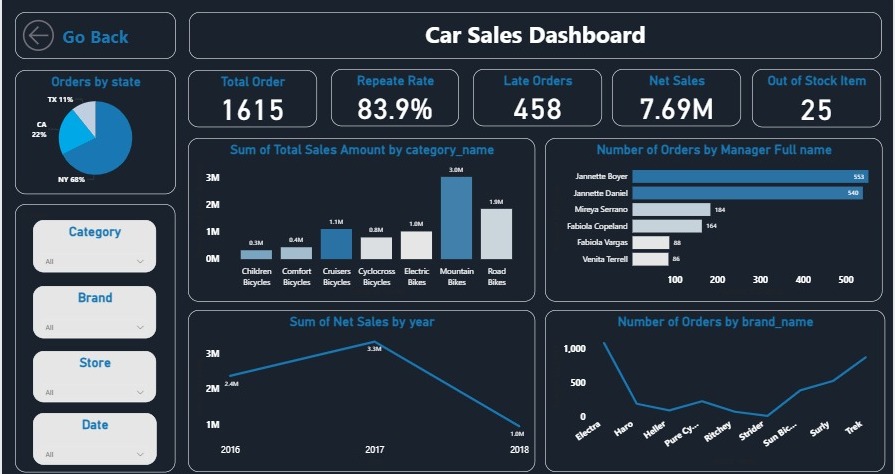 Go Back
Car Sales Dashboard
Orders by state
TX 11%
CA
22%
NY 68%
Total Order
1615
Repeate Rate
83.9%
Late Orders
458
Net Sales
7.69M
Out of Stock Item
25
Category
All
Brand
All
Store
All
Date
All
Sum of Total Sales Amount by category_name
3M
2M
1M
0M
0.3M
0.4M
1.1M
0.8M
1.0M
3.0M
1.9M
Children
Bicycles
Comfort
Bicycles
Cruisers
Bicycles
Cyclocross
Bicycles
Electric
Bikes
Mountain
Bikes
Road
Bikes
Number of Orders by Manager Full name
Jannette Boyer 553
Jannette Daniel 540
Mireya Serrano 184
Fabiola Copeland 164
Fabiola Vargas 88
Venita Terrell 86
100 200 300 400 500
Sum of Net Sales by year
3M
2M
1M
2.4M
3.3M
1.0M
2016 2017 2018
Number of Orders by brand_name
1,000
500
0
Electra
Haro
Heller
Pure Cy...
Ritchey
Strider
Sun Bic...
Surly
Trek